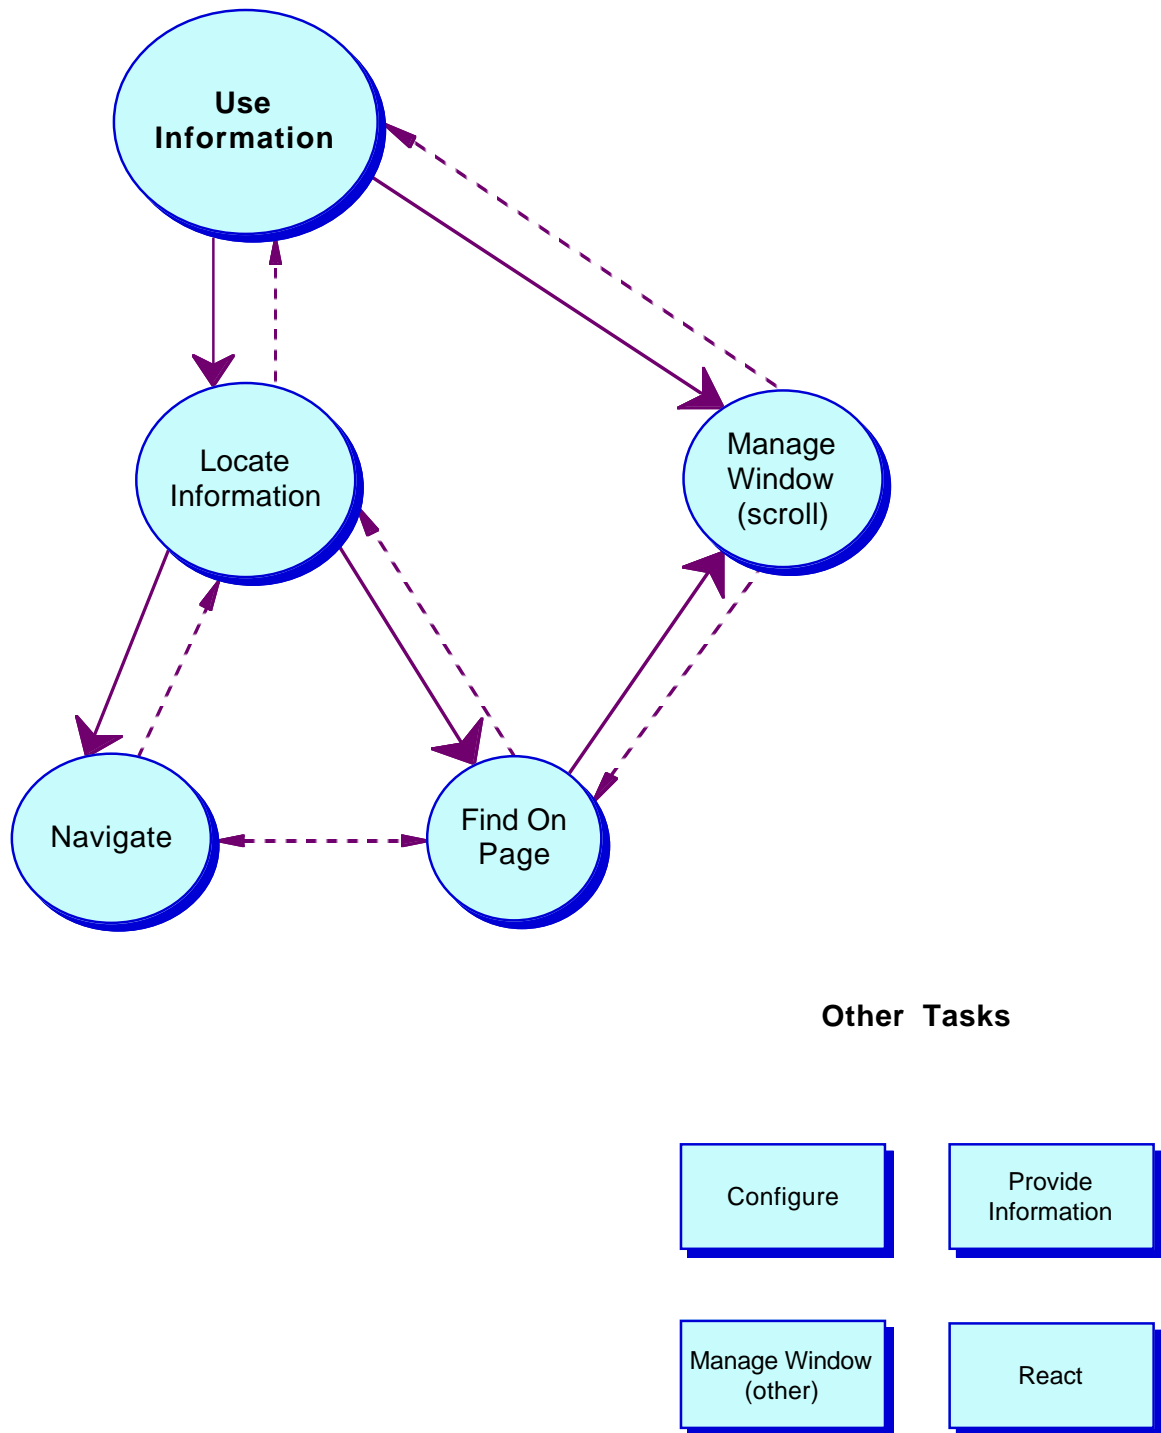 Use
Information
Locate
Information
Manage
Window
(scroll)
Navigate
Find On
Page
Other Tasks
Configure
Provide
Information
Manage Window
(other)
React